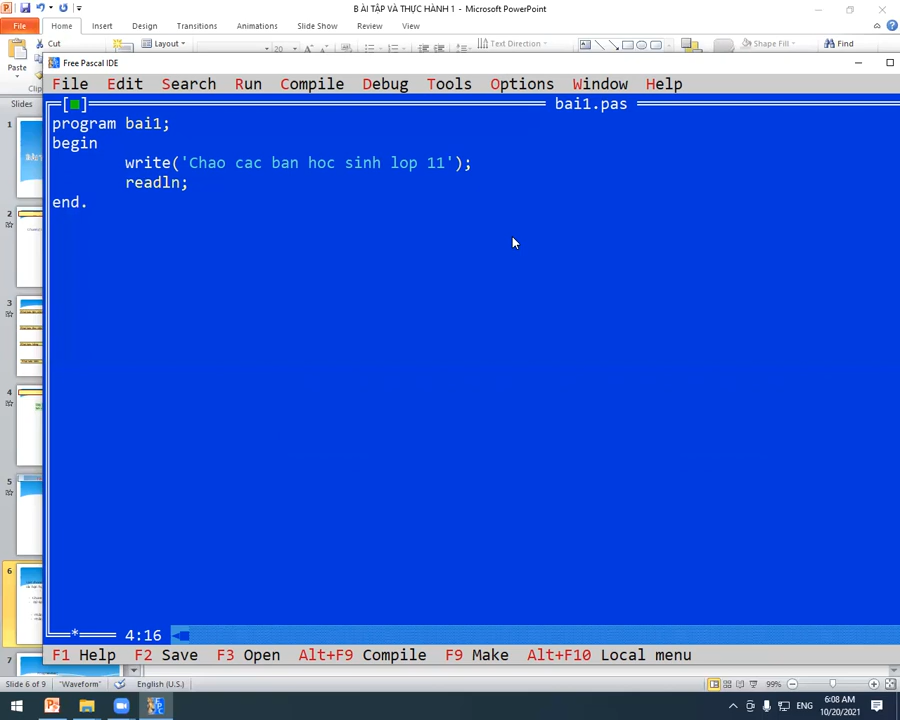 B ÀI TẬP VÀ THỰC HÀNH 1 - Microsoft PowerPoint
File Home Insert Design Transitions Animations Slide Show Review View
Paste Cut Layout 20 Text Direction Shape Fill Find
Clip
Free Pascal IDE
Slides
File Edit Search Run Compile Debug Tools Options Window Help
bai1.pas
program bai1;
begin
write('Chao cac ban hoc sinh lop 11');
readln;
end.
1
2
3
4
5
6
7
* 4:16
F1 Help F2 Save F3 Open Alt+F9 Compile F9 Make Alt+F10 Local menu
Slide 6 of 9 "Waveform" English (U.S.) 99%
6:08 AM
ENG
10/20/2021